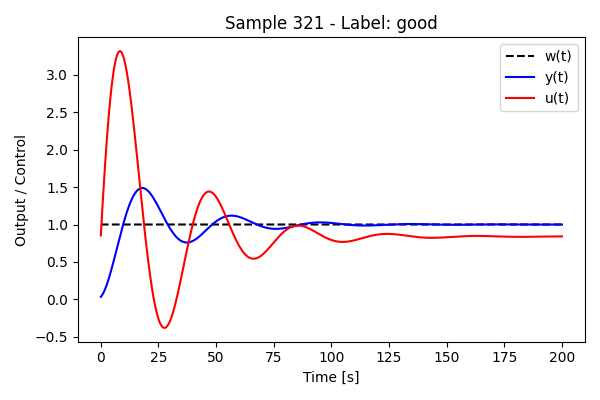 Sample 321 - Label: good
w(t)
y(t)
u(t)
Output / Control
3.0
2.5
2.0
1.5
1.0
0.5
0.0
−0.5
0 25 50 75 100 125 150 175 200
Time [s]